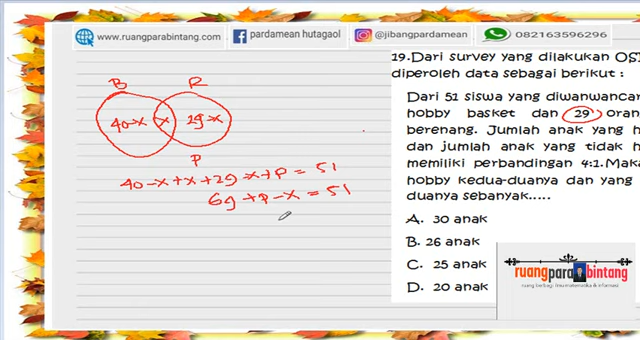 www.ruangparabintang.com
pardamean hutagaol
@jibangpardamean
082163596296
19.Dari survey yang dilakukan OSI
diperoleh data sebagai berikut :
Dari 51 siswa yang diwawancar
hobby basket dan 29 oran
berenang. Jumlah anak yang h
dan jumlah anak yang tidak h
memiliki perbandingan 4:1. Maka
hobby kedua-duanya dan yang
duanya sebanyak.....
A. 30 anak
B. 26 anak
C. 25 anak
D. 20 anak
B R
40-x x 29-x
P
40-x+x+29-x+P = 51
69+P-x = 51
ruangparabintang